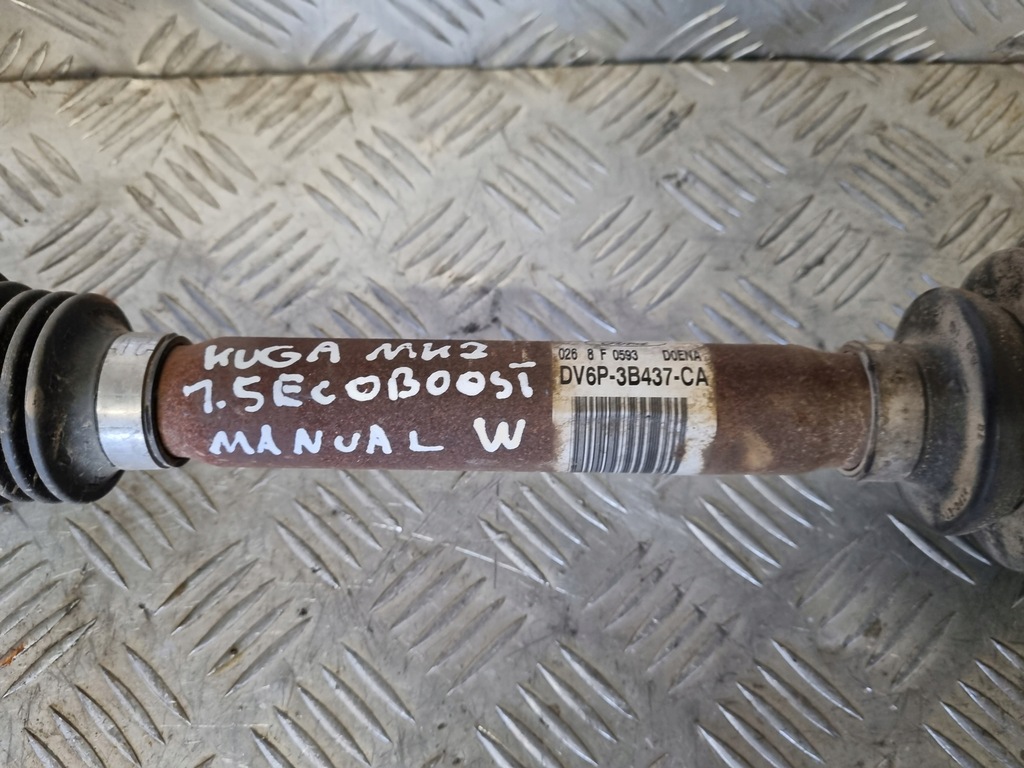 KUGA MK2
1.5ECOBOOST
MANUAL W
026 8 F 0593 DOENA
DV6P-3B437-CA